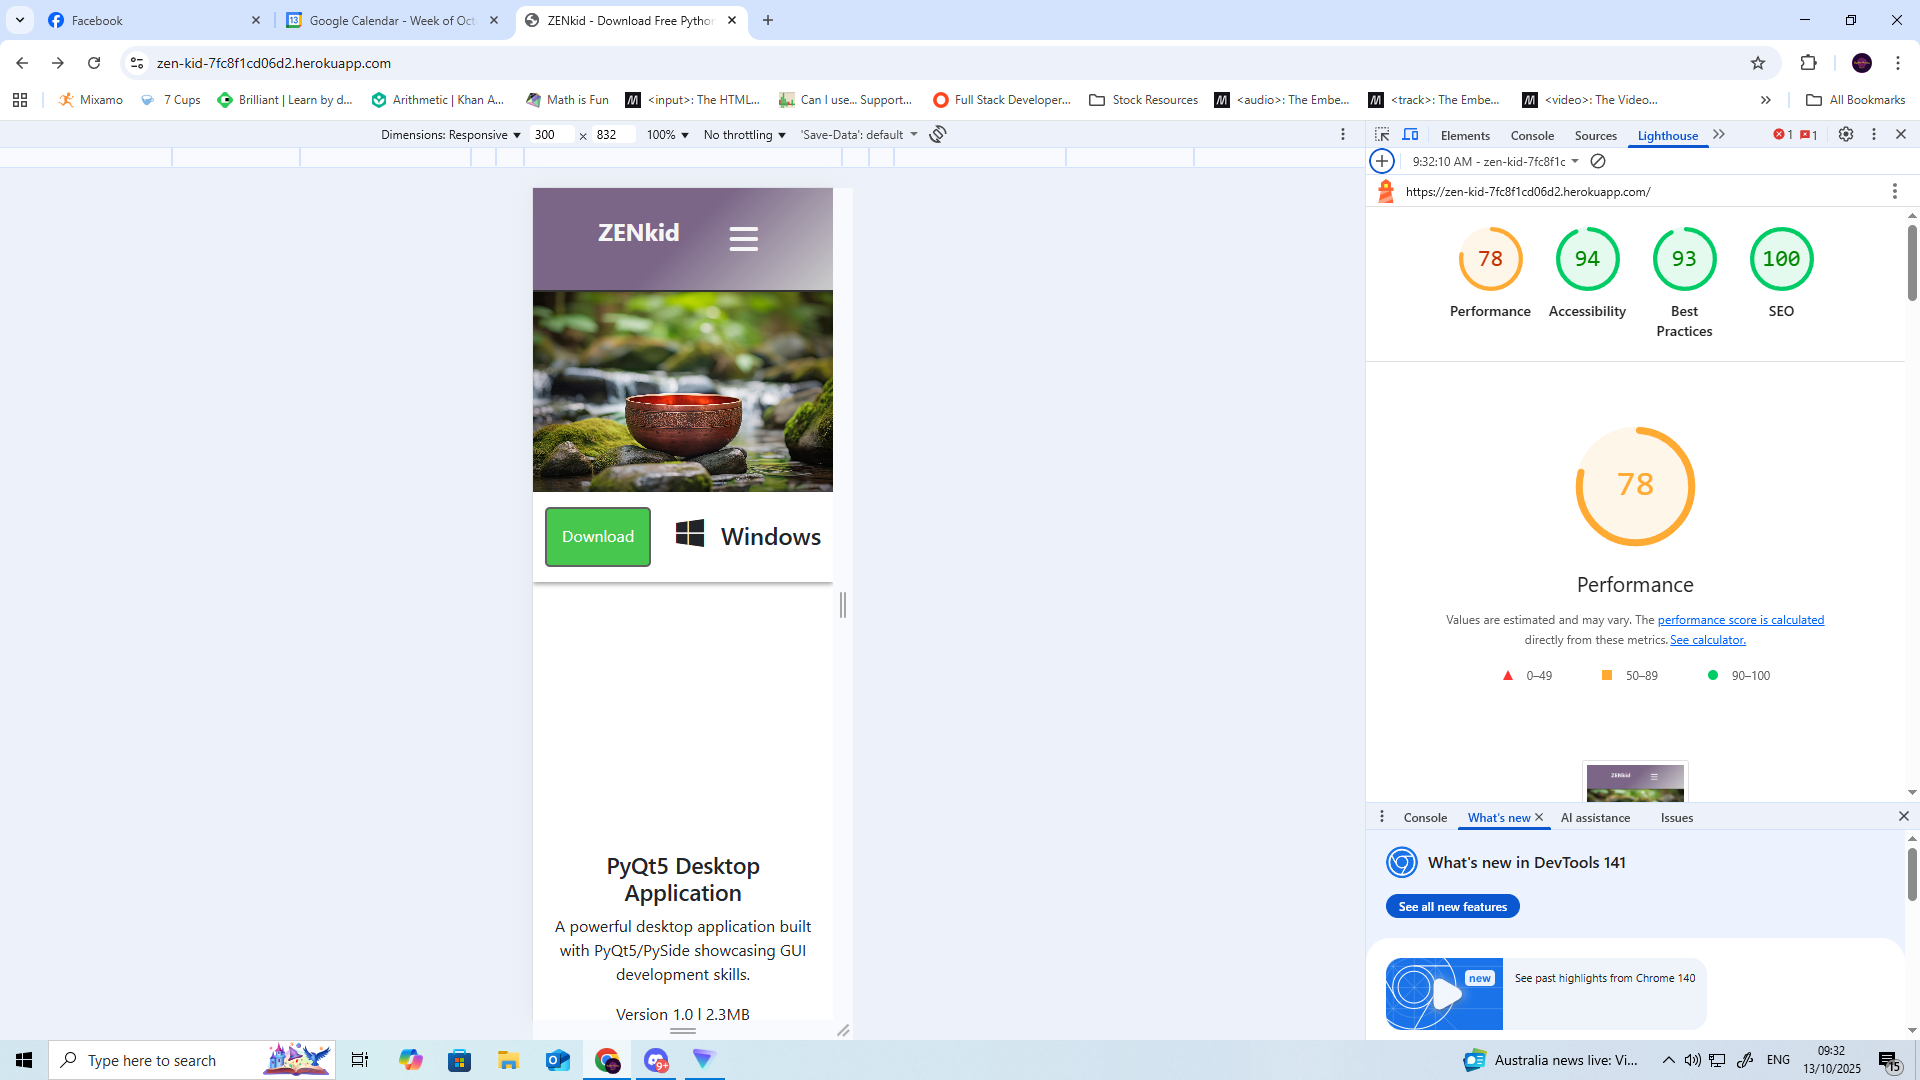 Facebook
Google Calendar - Week of Oct
ZENkid - Download Free Python
zen-kid-7fc8f1cd06d2.herokuapp.com
Mixamo
7 Cups
Brilliant | Learn by d...
Arithmetic | Khan A...
Math is Fun
<input>: The HTML...
Can I use... Support...
Full Stack Developer...
Stock Resources
<audio>: The Embe...
<track>: The Embe...
<video>: The Video...
All Bookmarks
Dimensions: Responsive 300 × 832 100% No throttling 'Save-Data': default
Elements Console Sources Lighthouse 1 1
9:32:10 AM - zen-kid-7fc8f1c
https://zen-kid-7fc8f1cd06d2.herokuapp.com/
ZENkid
Download
Windows
PyQt5 Desktop
Application
A powerful desktop application built
with PyQt5/PySide showcasing GUI
development skills.
Version 1.0 | 2.3MB
78 94 93 100
Performance Accessibility Best Practices SEO
78
Performance
Values are estimated and may vary. The performance score is calculated
directly from these metrics. See calculator.
0–49 50–89 90–100
ZENkid
Console What's new AI assistance Issues
What's new in DevTools 141
See all new features
new
See past highlights from Chrome 140
Type here to search
9+
Australia news live: Vi...
ENG
09:32
13/10/2025
15